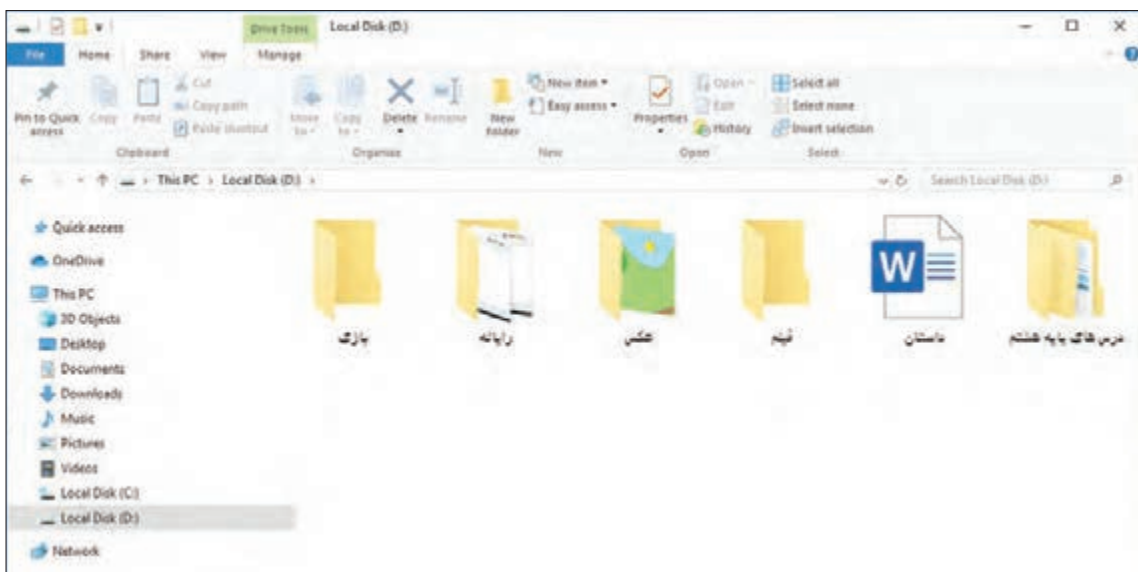 Drive Tools Local Disk (D:)
File Home Share View Manage
Pin to Quick access Copy Paste Cut Copy path Paste shortcut Move to Copy to Delete Rename New folder New item Easy access Properties Open Edit History Select all Select none Invert selection
Clipboard Organize New Open Select
This PC Local Disk (D:) Search Local Disk (D:)
Quick access
OneDrive
This PC
3D Objects
Desktop
Documents
Downloads
Music
Pictures
Videos
Local Disk (C:)
Local Disk (D:)
Network
درس های پایه هشتم داستان فیلم عکس رایانه بازی